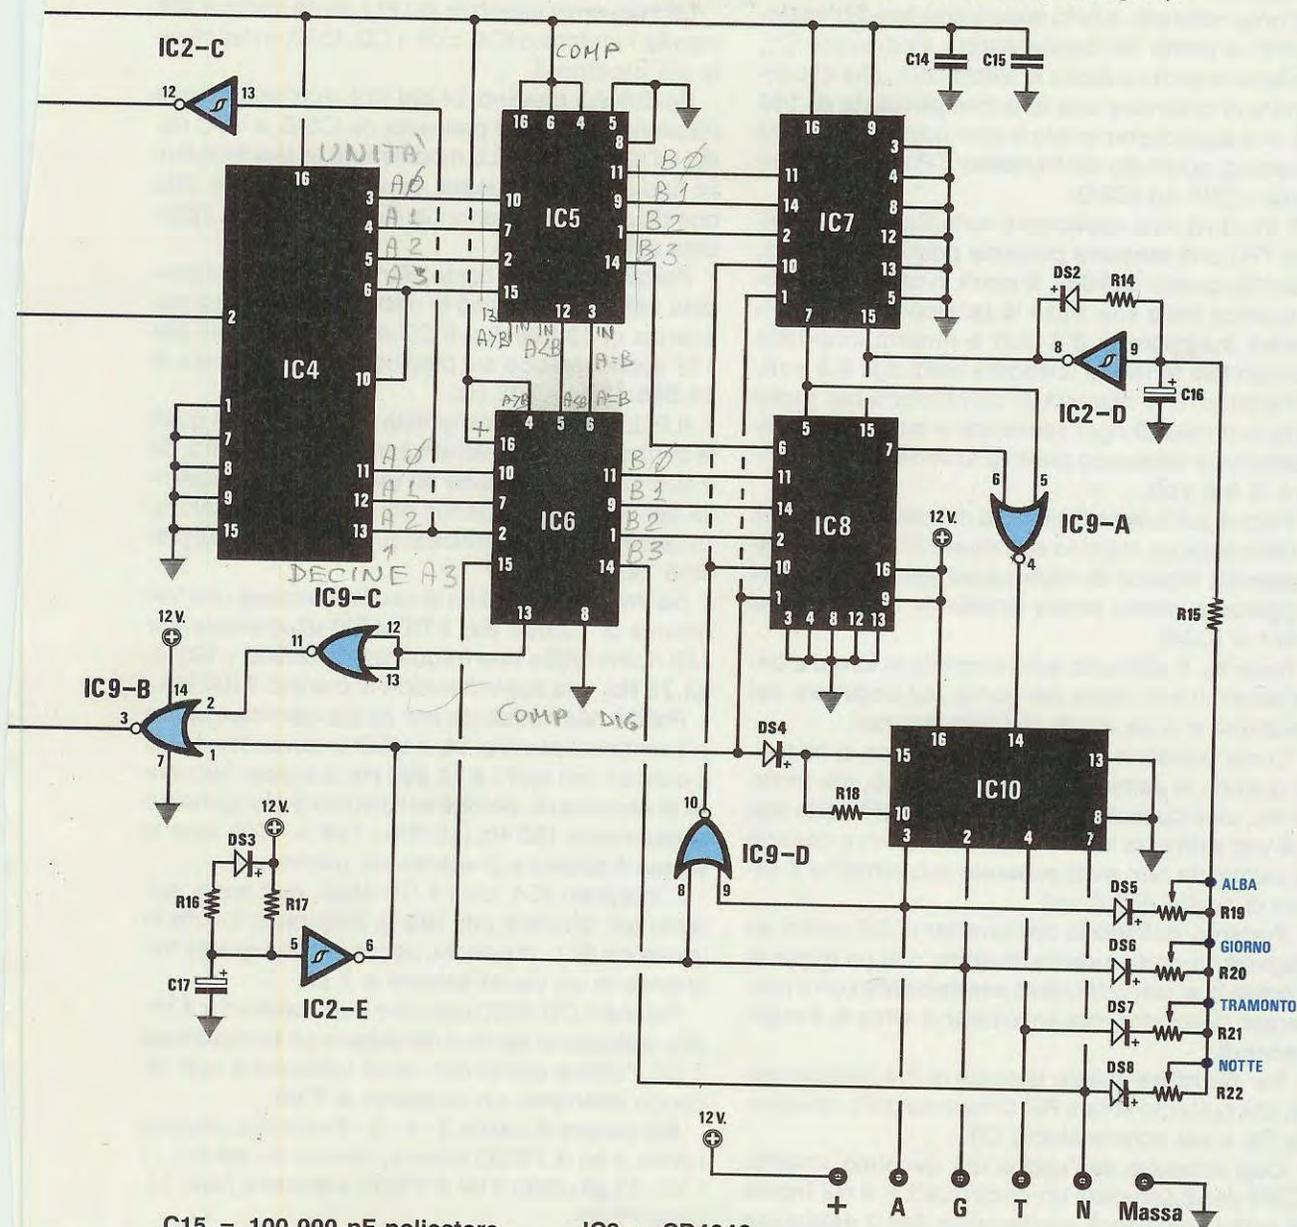 IC2-C
12
13
COMP
C14
C15
16 6 4 5
8
16 9
3
4
8
12
13
5
UNITA'
16
A0
A1
A2
A3
3
4
5
6
10
2
IC4
1
7
8
9
15
11
12
13
IC5
10
7
2
15
11
9
1
14
12 3
B0
B1
B2
B3
13
A>B
IN IN
A<B
IN
A=B
IC7
11
14
2
10
1
7 15
DS2
R14
8
9
C16
IC2-D
A>B A<B A=B
4 5 6
+
16
10
7
2
15
IC6
11
9
1
14
13 8
A0
A1
A2
DECINE A3
B0
B1
B2
B3
5 15
6
11
14
2
10
1
7
16
9
IC8
3 4 8 12 13
12 V.
6 5
IC9-A
4
R15
IC9-C
11
12
13
12 V.
IC9-B
14
3
2
1
7
COMP DIG
DS4
R18
15
16
14
13
10
8
IC10
3 2 4 7
10
IC9-D
8 9
12 V.
DS3
R16
R17
C17
5
6
IC2-E
ALBA
DS5
R19
GIORNO
DS6
R20
TRAMONTO
DS7
R21
NOTTE
DS8
R22
12 V.
+ A G T N Massa